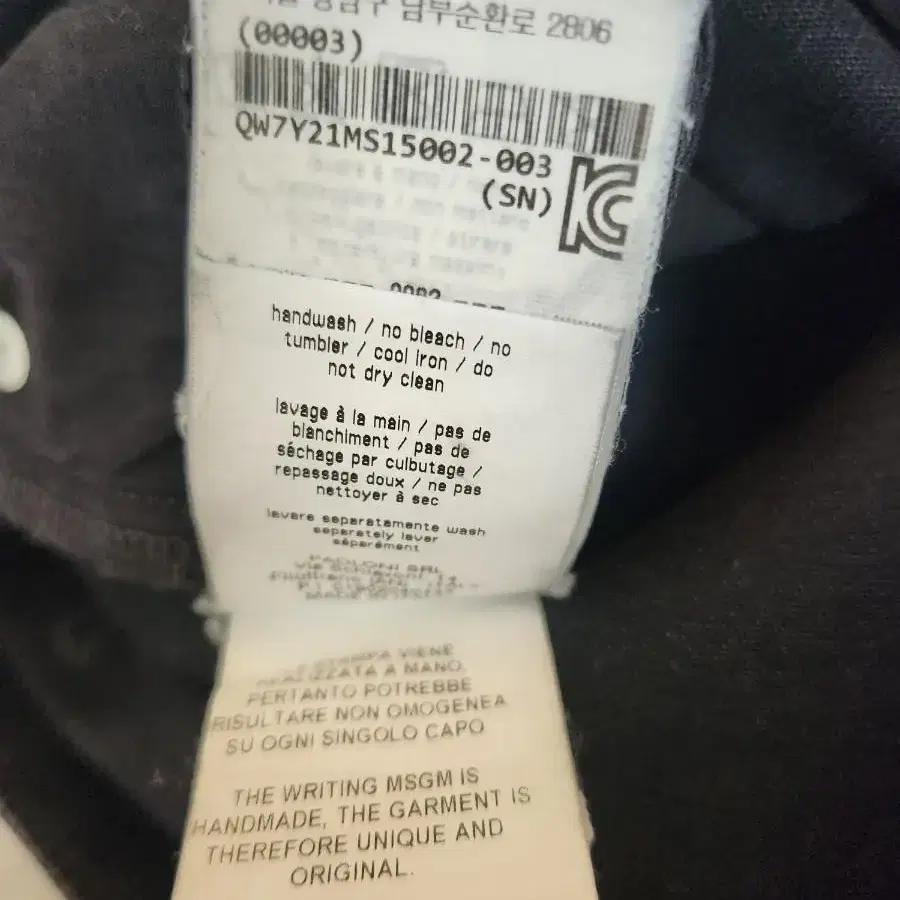 남부순환로 2806
(00003)
QW7Y21MS15002-003
(SN)
handwash / no bleach / no
tumbler / cool iron / do
not dry clean
lavage à la main / pas de
blanchiment / pas de
séchage par culbutage /
repassage doux / ne pas
nettoyer à sec
lavare separatamente wash
separately laver
séparément
PAOLONI SRL
VIENE
REALIZZATA A MANO,
PERTANTO POTREBBE
RISULTARE NON OMOGENEA
SU OGNI SINGOLO CAPO
THE WRITING MSGM IS
HANDMADE, THE GARMENT IS
THEREFORE UNIQUE AND
ORIGINAL.